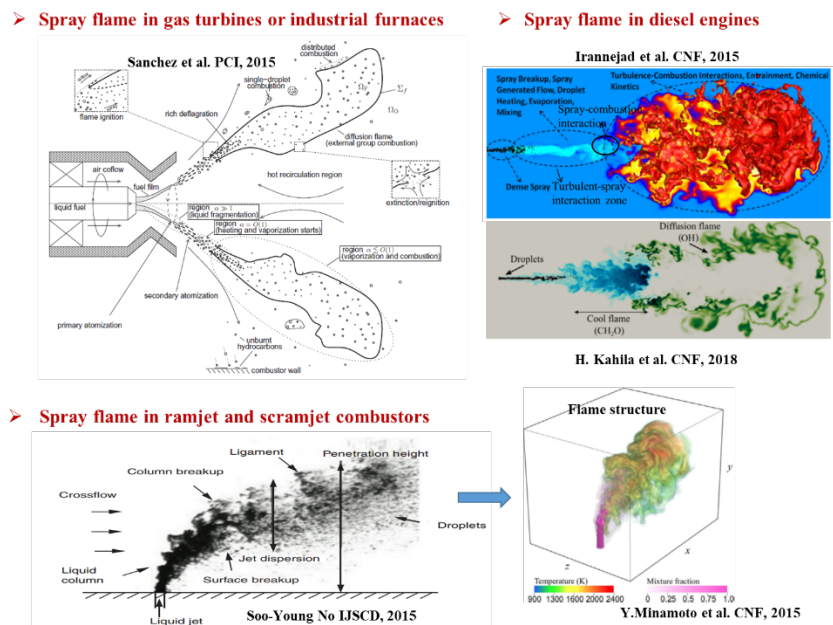 ➢ Spray flame in gas turbines or industrial furnaces
Sanchez et al. PCI, 2015
distributed
combustion
single-droplet
combustion
Σf
Ωi
ΩO
flame ignition
rich deflagration
diffusion flame
(external group combustion)
air coflow
fuel film
liquid fuel
hot recirculation region
extinction/reignition
region α ≫ 1
(liquid fragmentation)
region α = O(1)
(heating and vaporization starts)
region α ≤ O(1)
(vaporization and combustion)
secondary atomization
primary atomization
unburnt
hydrocarbons
combustor wall
➢ Spray flame in diesel engines
Irannejad et al. CNF, 2015
Spray Breakup, Spray
Generated Flow, Droplet
Heating, Evaporation,
Mixing
Turbulence-Combustion Interactions, Entrainment, Chemical
Kinetics
Spray-combustion
interaction
Dense Spray
Turbulent-spray
interaction zone
Diffusion flame
(OH)
Droplets
Cool flame
(CH₂O)
H. Kahila et al. CNF, 2018
➢ Spray flame in ramjet and scramjet combustors
Ligament
Penetration height
Column breakup
Crossflow
Droplets
Jet dispersion
Liquid
column
Surface breakup
Liquid jet
Soo-Young No IJSCD, 2015
Flame structure
y
x
z
Temperature (K)
900 1200 1600 2000 2400
Mixture fraction
0 0.25 0.50 0.75 1.0
Y.Minamoto et al. CNF, 2015